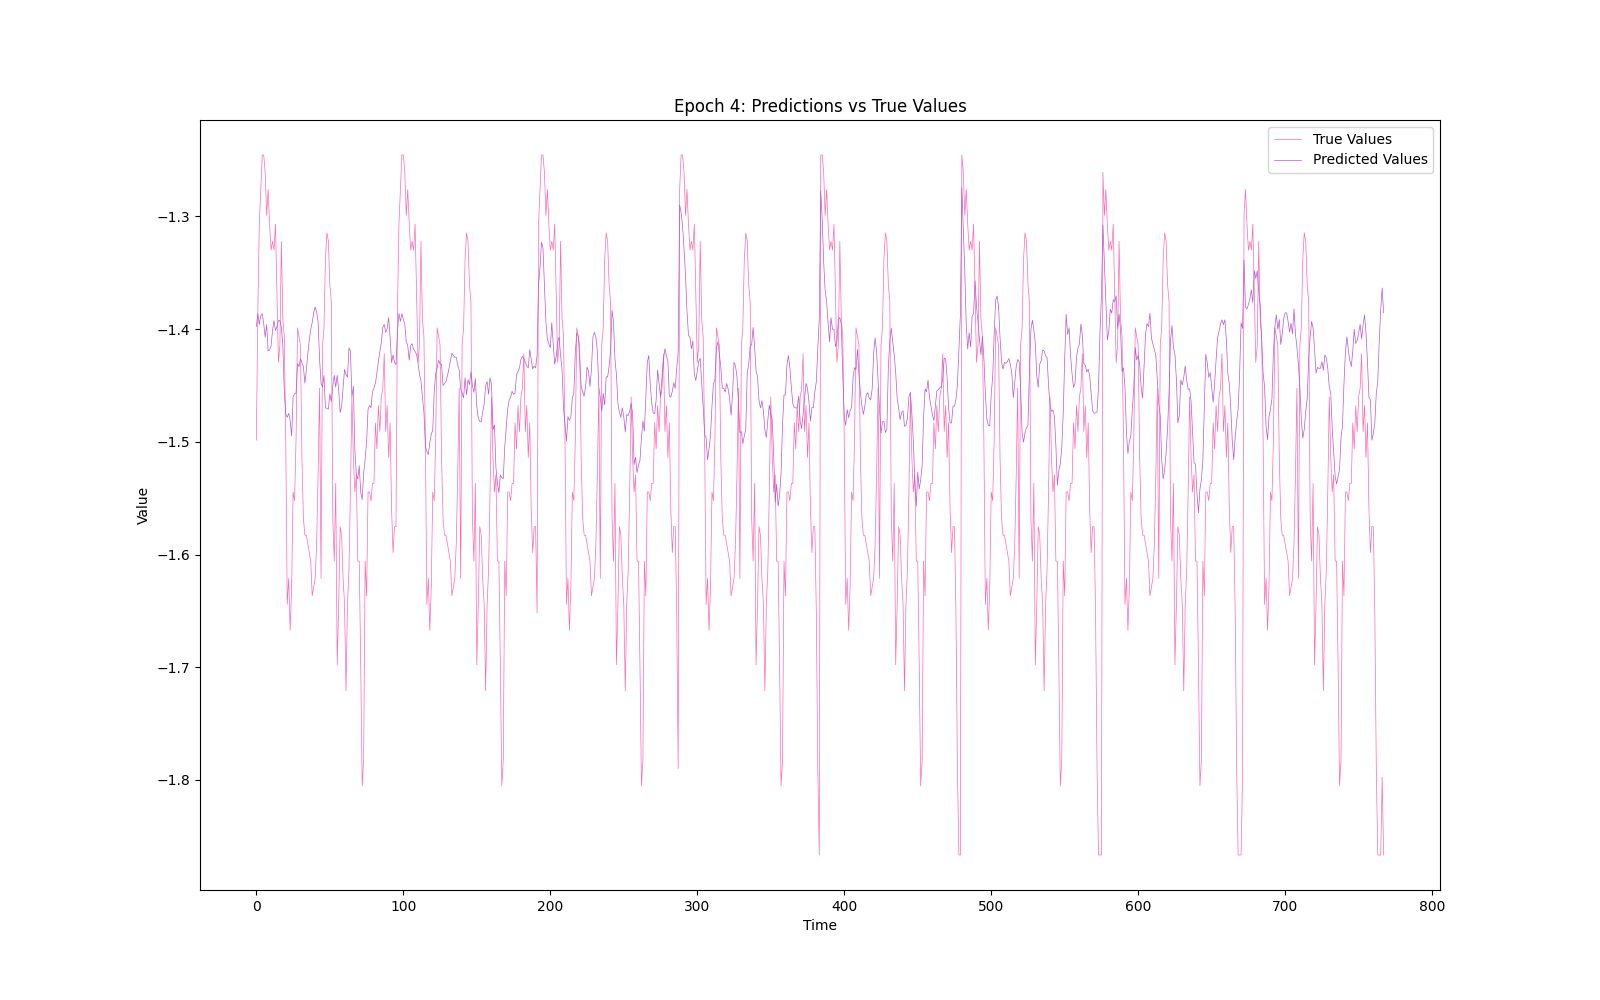 Epoch 4: Predictions vs True Values
True Values
Predicted Values
−1.3
−1.4
−1.5
−1.6
−1.7
−1.8
Value
0 100 200 300 400 500 600 700 800
Time